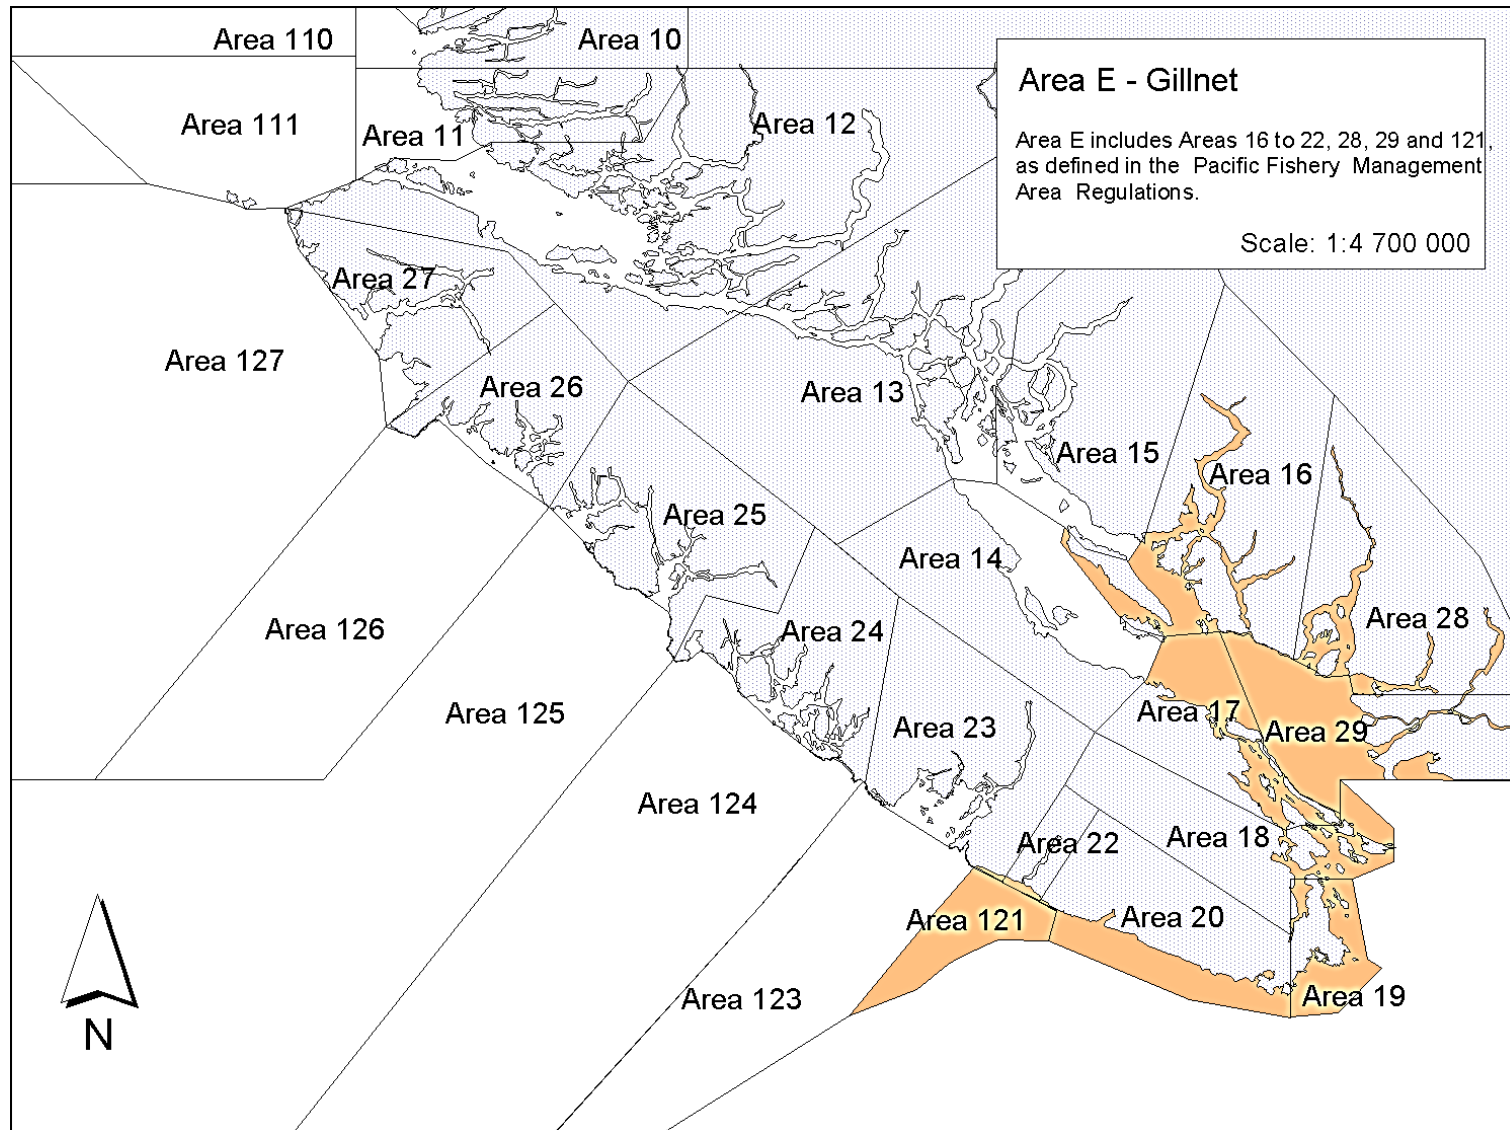 Area 110
Area 10
Area E - Gillnet
Area 111
Area 11
Area 12
Area E includes Areas 16 to 22, 28, 29 and 121,
as defined in the Pacific Fishery Management
Area Regulations.
Scale: 1:4 700 000
Area 27
Area 127
Area 26
Area 13
Area 15
Area 16
Area 25
Area 14
Area 126
Area 24
Area 28
Area 125
Area 23
Area 17
Area 29
Area 124
Area 22
Area 18
Area 121
Area 20
Area 123
Area 19
N